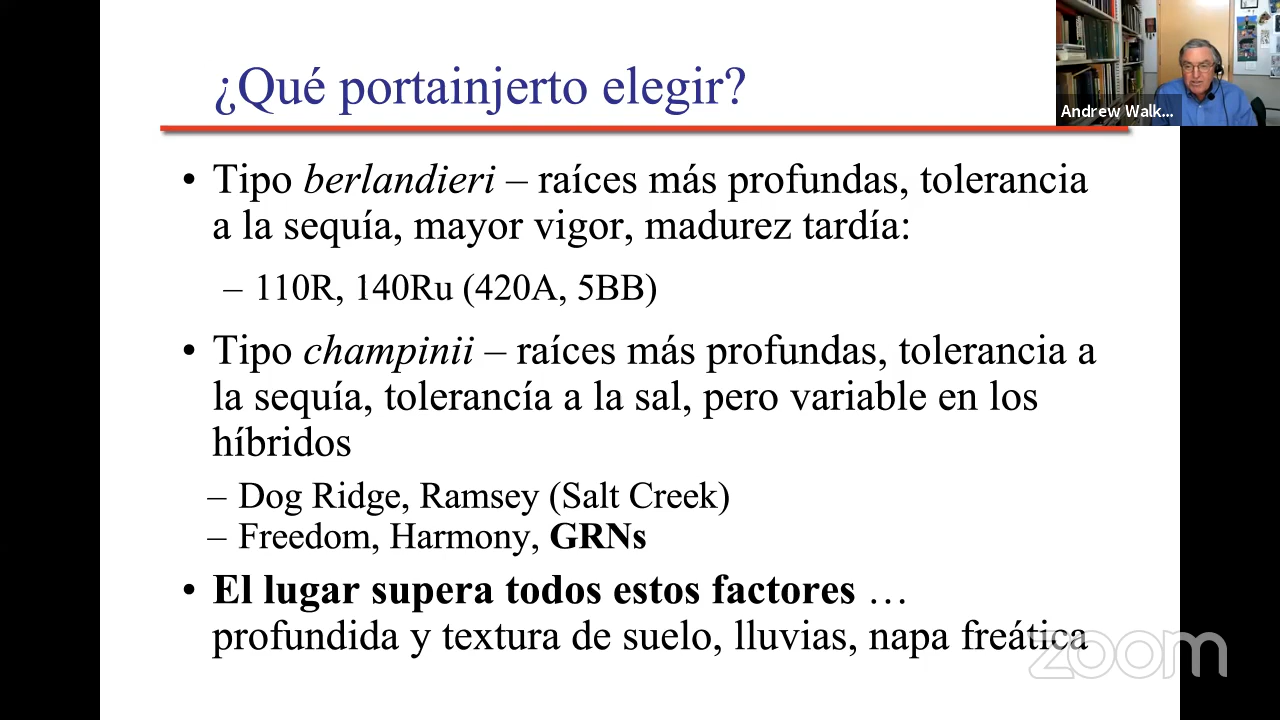 ¿Qué portainjerto elegir?
Andrew Walk...
• Tipo berlandieri – raíces más profundas, tolerancia
a la sequía, mayor vigor, madurez tardía:
– 110R, 140Ru (420A, 5BB)
• Tipo champinii – raíces más profundas, tolerancia a
la sequía, tolerancía a la sal, pero variable en los
híbridos
– Dog Ridge, Ramsey (Salt Creek)
– Freedom, Harmony, GRNs
• El lugar supera todos estos factores …
profundida y textura de suelo, lluvias, napa freática
zoom